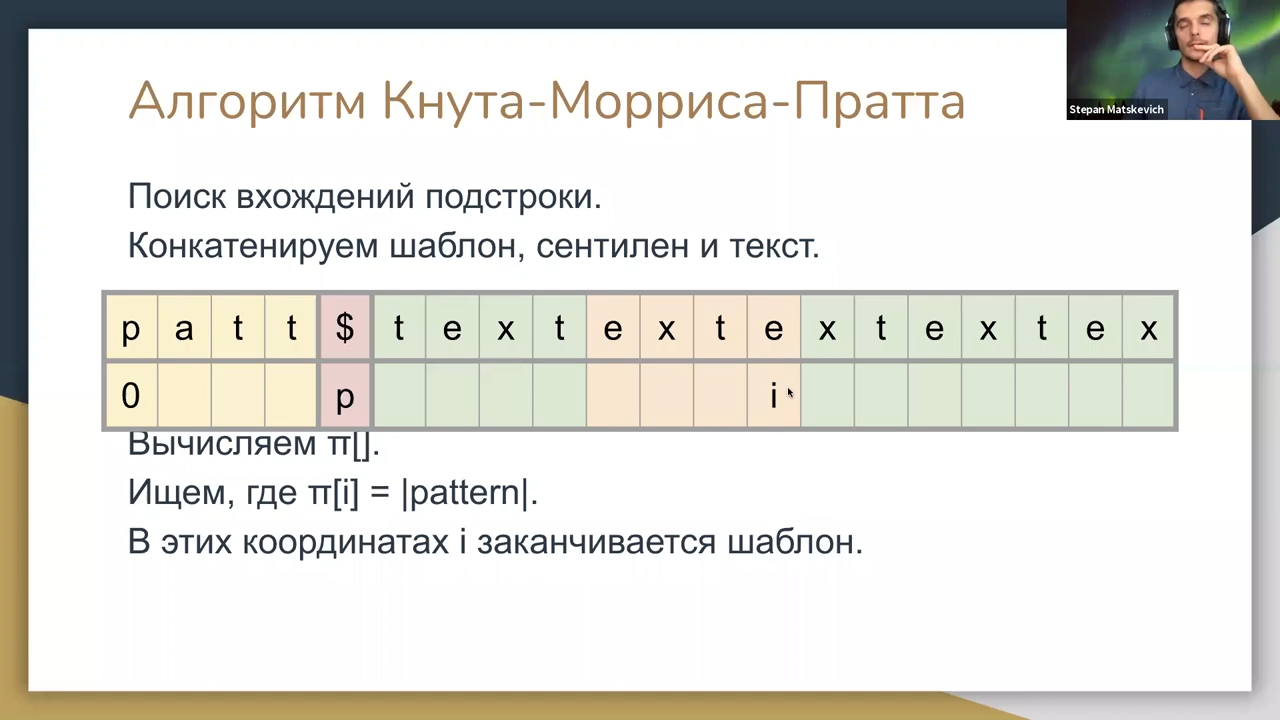 Алгоритм Кнута-Морриса-Пратта
Stepan Matskevich
Поиск вхождений подстроки.
Конкатенируем шаблон, сентилен и текст.
p a t t $ t e x t e x t e x t e x t e x
0 p i
Вычисляем π[].
Ищем, где π[i] = |pattern|.
В этих координатах i заканчивается шаблон.